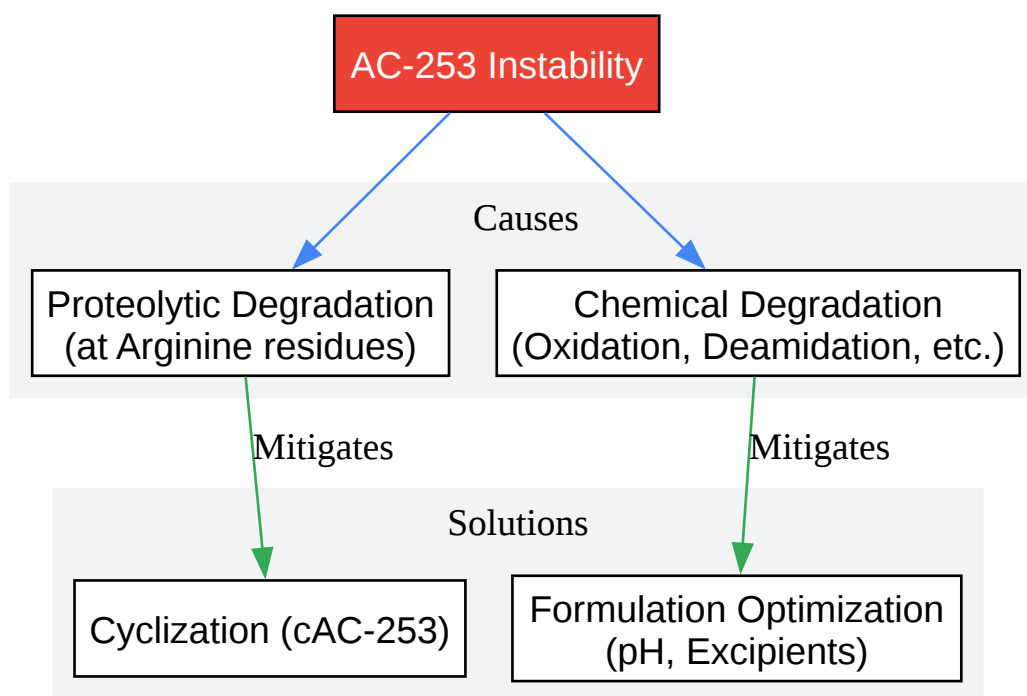 AC-253 Instability
Causes
Proteolytic Degradation
(at Arginine residues)
Chemical Degradation
(Oxidation, Deamidation, etc.)
Mitigates
Mitigates
Solutions
Cyclization (cAC-253)
Formulation Optimization
(pH, Excipients)